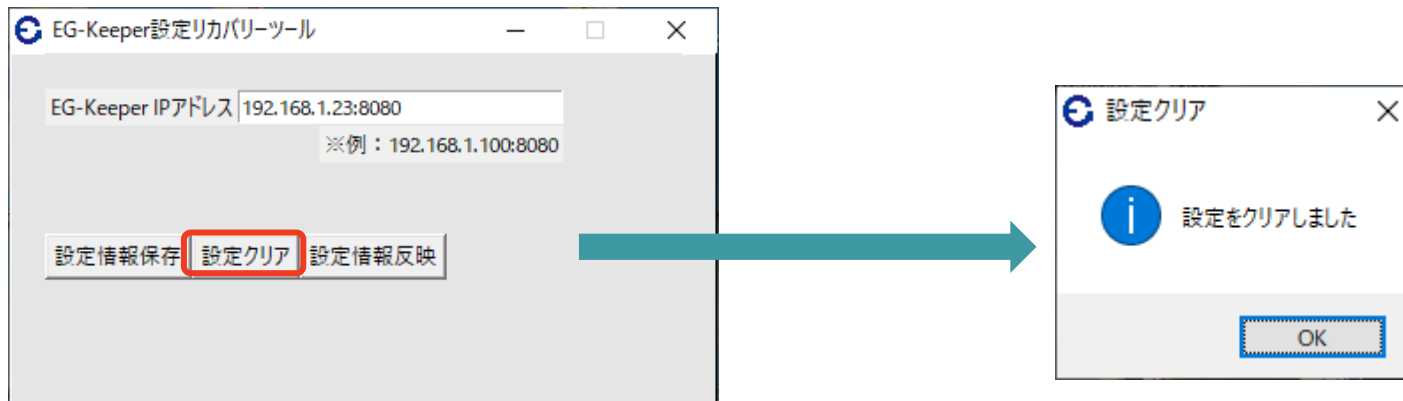 EG-Keeper設定リカバリーツール
EG-Keeper IPアドレス 192.168.1.23:8080
※例：192.168.1.100:8080
設定情報保存 設定クリア 設定情報反映
設定クリア
設定をクリアしました
OK